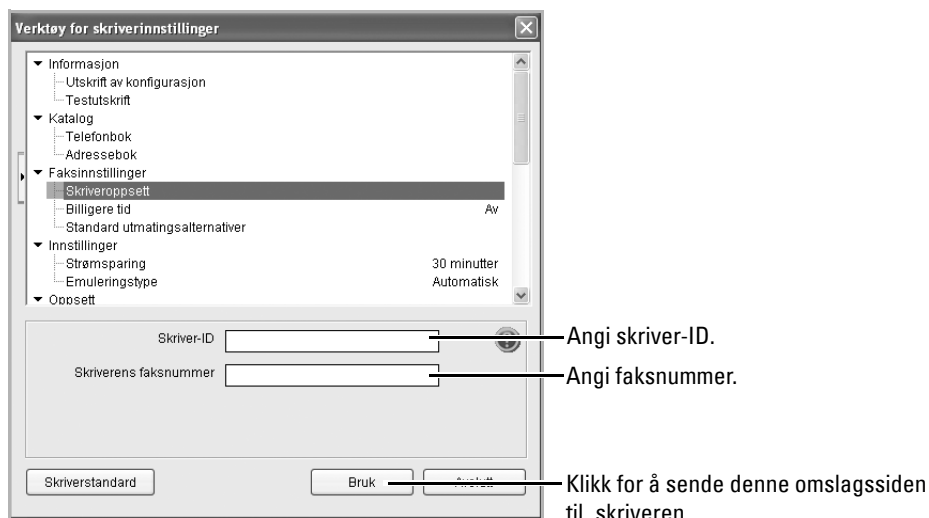 Verktøy for skriverinnstillinger
Informasjon
Utskrift av konfigurasjon
Testutskrift
Katalog
Telefonbok
Adressebok
Faksinnstillinger
Skriveroppsett
Billigere tid Av
Standard utmatingsalternativer
Innstillinger
Strømsparing 30 minutter
Emuleringstype Automatisk
Oppsett
Skriver-ID Angi skriver-ID.
Skriverens faksnummer Angi faksnummer.
Skriverstandard Bruk Avslutt Klikk for å sende denne omslagssiden
til skriveren